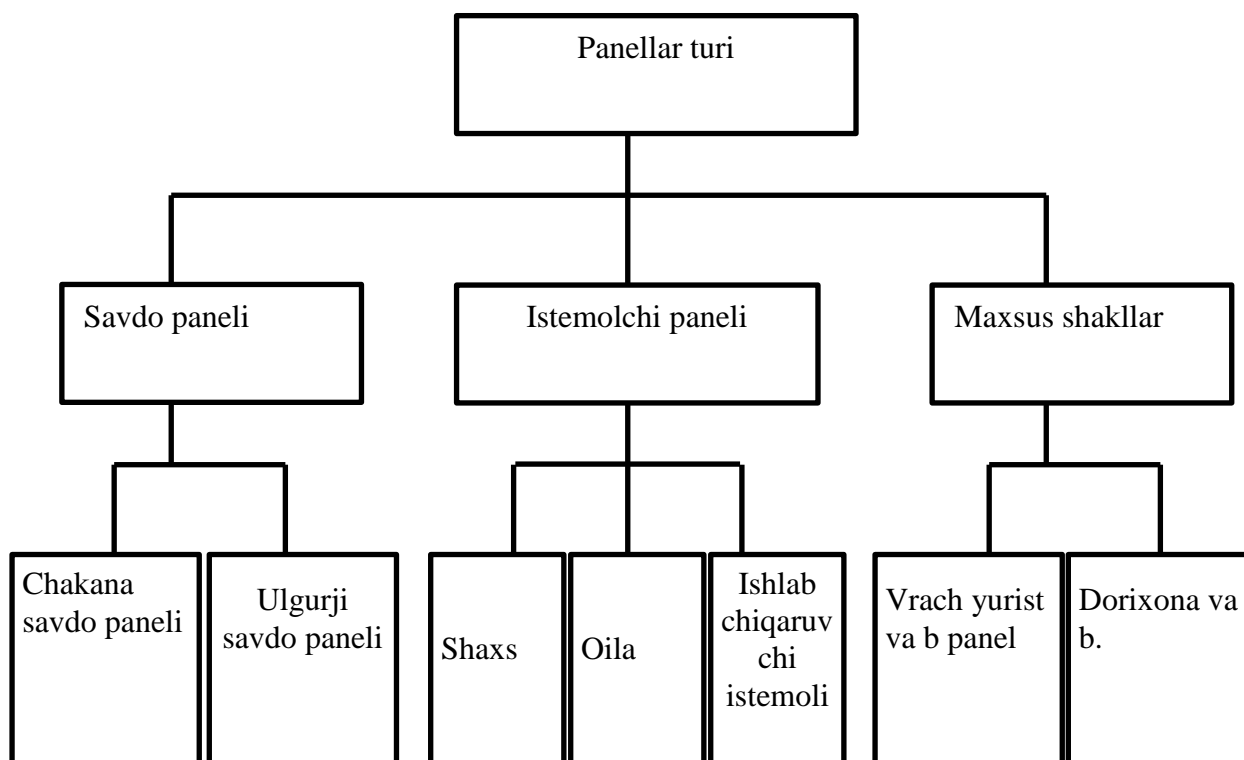 Panellar turi
Savdo paneli
Istemolchi paneli
Maxsus shakllar
Chakana
savdo paneli
Ulgurji
savdo paneli
Shaxs
Oila
Ishlab
chiqaruv
chi
istemoli
Vrach yurist
va b panel
Dorixona va
b.